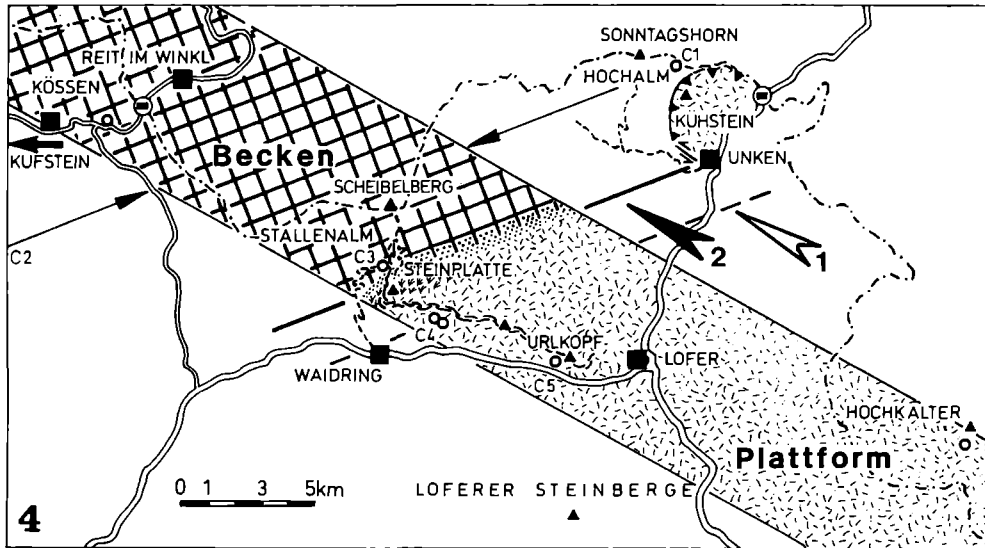 SONNTAGSHORN
C1
REIT IM WINKL
HOCHALM
KÖSSEN
KUHSTEIN
KUFSTEIN
Becken
UNKEN
SCHEIBELBERG
STALLENALM
2
1
C2
C3
STEINPLATTE
C4
URLKOPF
LOFER
WAIDRING
C5
HOCHKALTER
Plattform
0 1 3 5km
LOFERER STEINBERGE
4